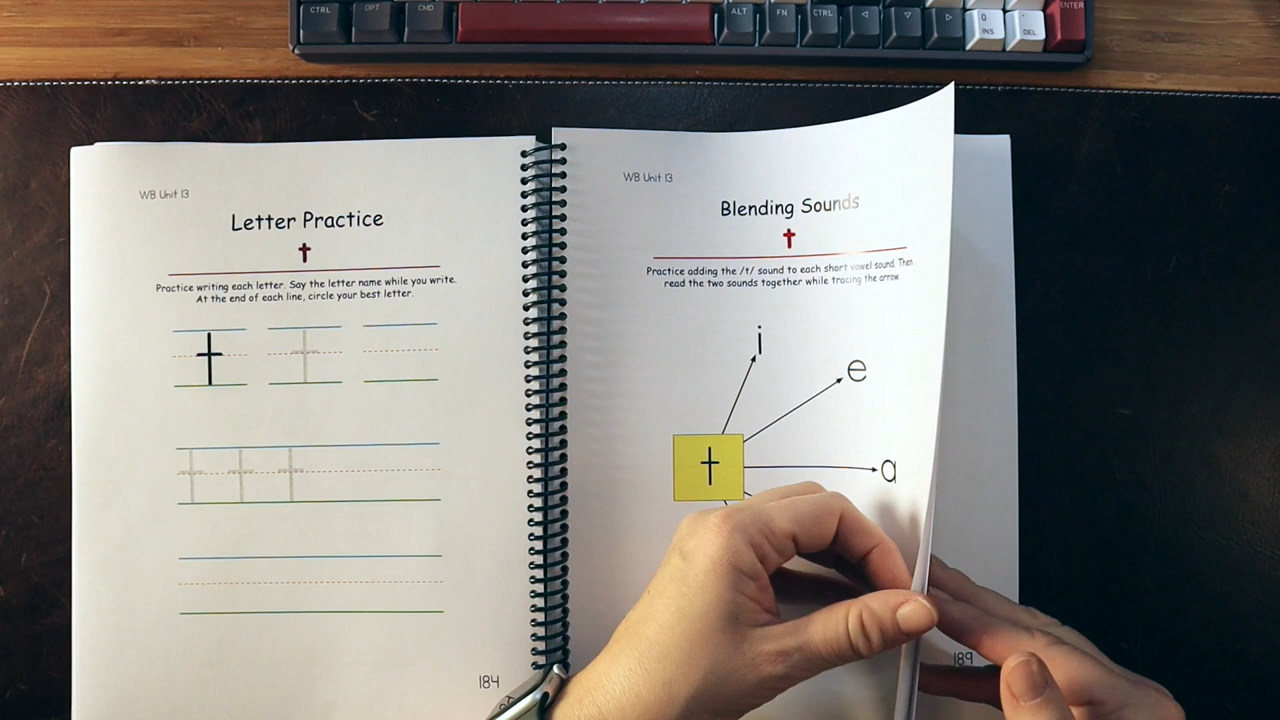 CTRL OPT CMD ALT FN CTRL 0 INS . DEL ENTER
WB Unit 13
Letter Practice
t
Practice writing each letter. Say the letter name while you write.
At the end of each line, circle your best letter.
t t
t t t
184
WB Unit 13
Blending Sounds
t
Practice adding the /t/ sound to each short vowel sound. Then
read the two sounds together while tracing the arrow.
i
e
t
a
189